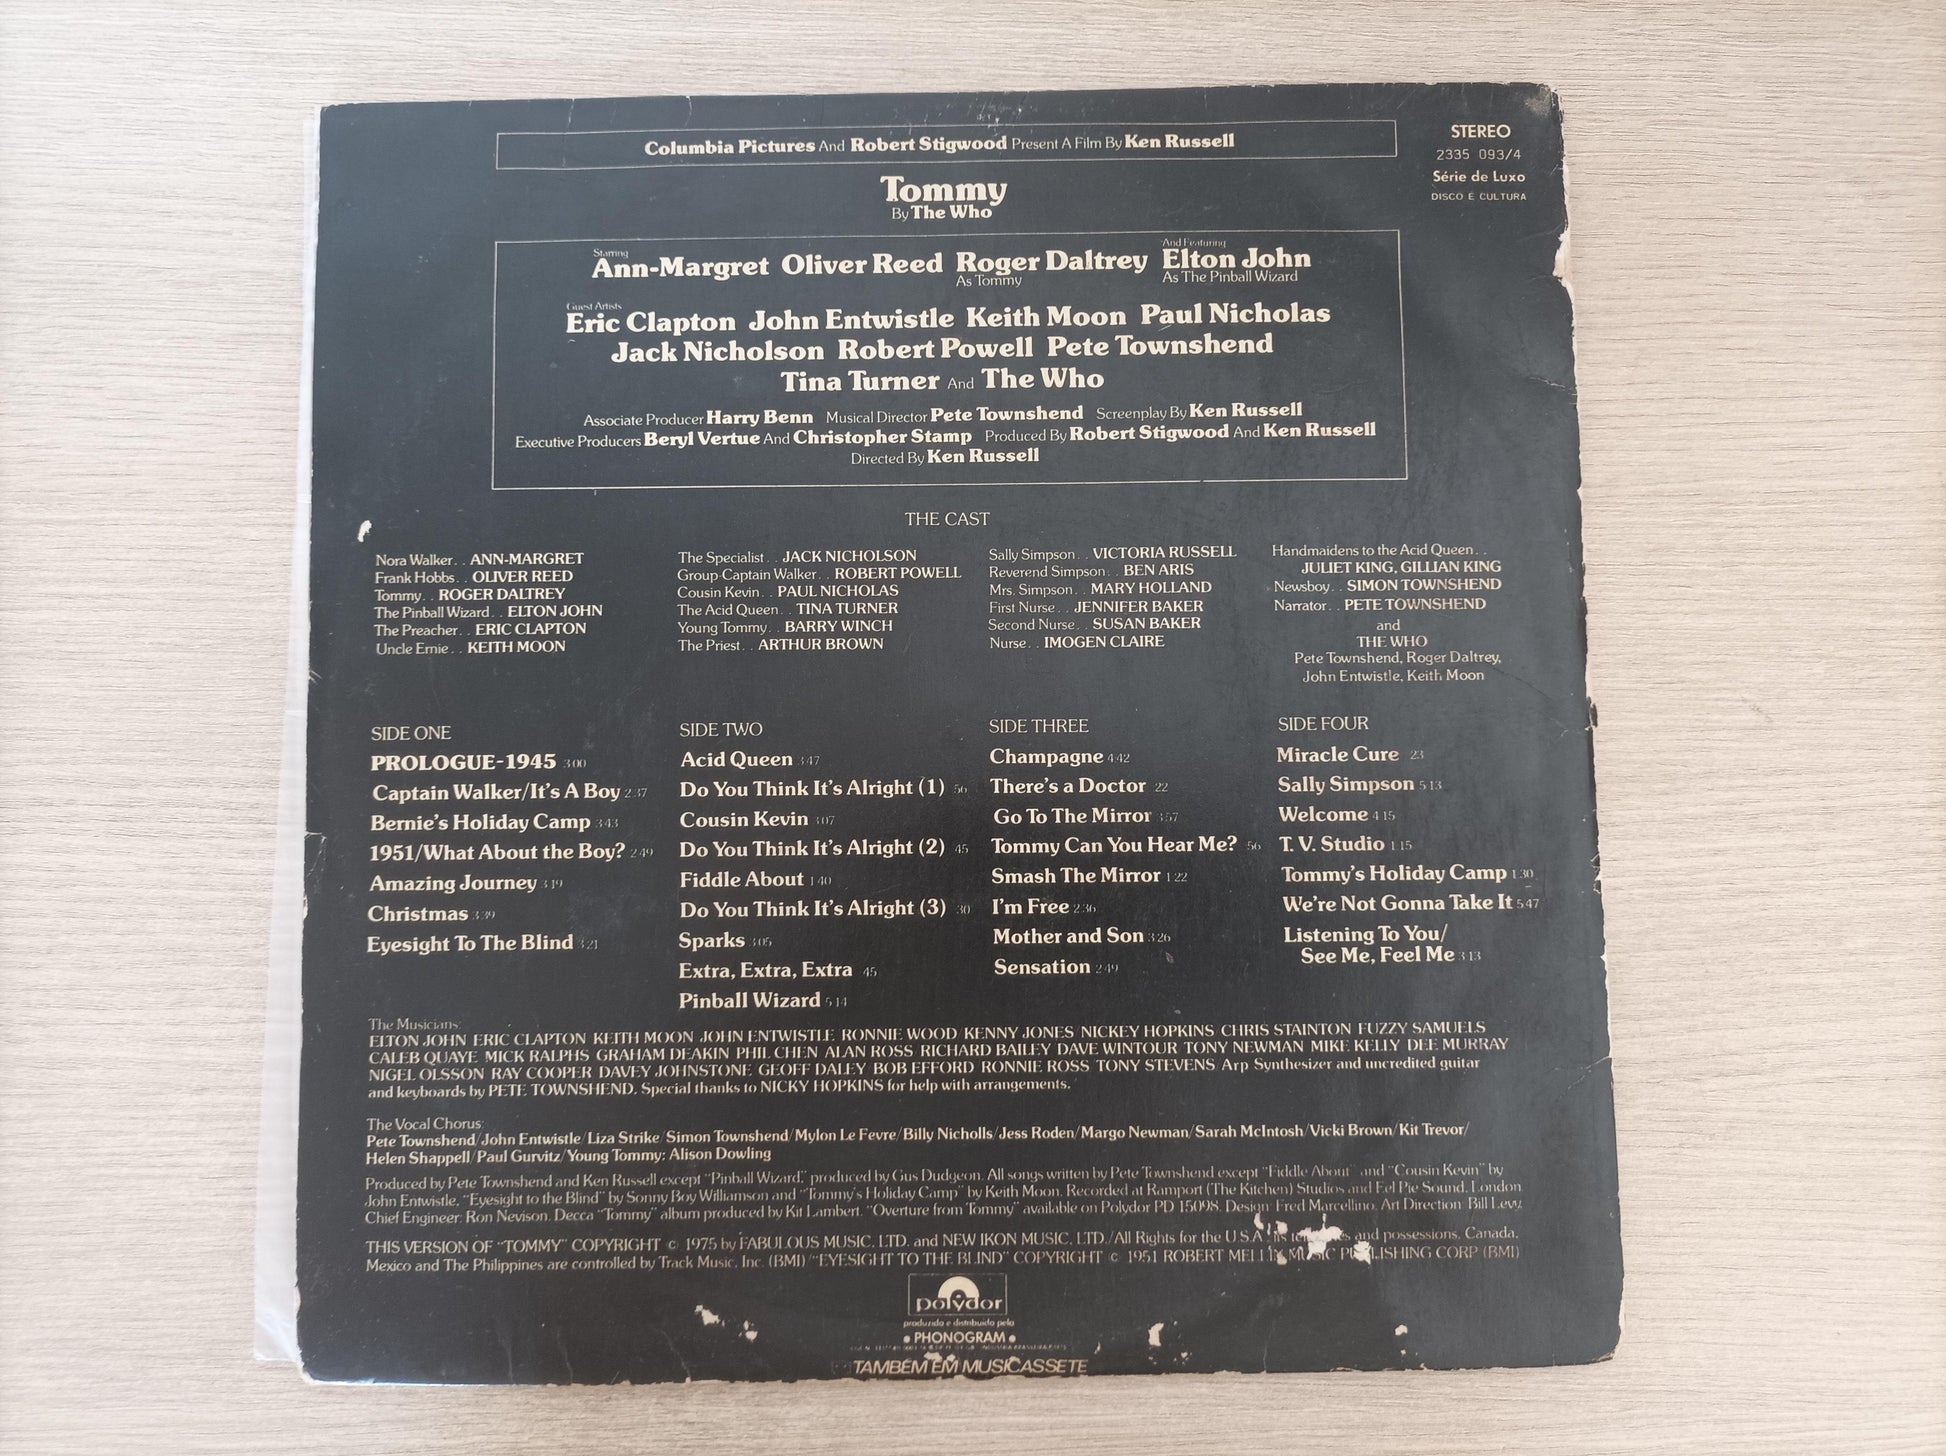 Columbia Pictures And Robert Stigwood Present A Film By Ken Russell
STEREO
2335 093/4
Série de Luxo
DISCO É CULTURA
Tommy
By The Who
Starring
Ann-Margret Oliver Reed Roger Daltrey
As Tommy
And Featuring
Elton John
As The Pinball Wizard
Guest Artists
Eric Clapton John Entwistle Keith Moon Paul Nicholas
Jack Nicholson Robert Powell Pete Townshend
Tina Turner And The Who
Associate Producer Harry Benn Musical Director Pete Townshend Screenplay By Ken Russell
Executive Producers Beryl Vertue And Christopher Stamp Produced By Robert Stigwood And Ken Russell
Directed By Ken Russell
THE CAST
Nora Walker. . ANN-MARGRET
Frank Hobbs. . OLIVER REED
Tommy. . ROGER DALTREY
The Pinball Wizard. . ELTON JOHN
The Preacher. . ERIC CLAPTON
Uncle Ernie. . KEITH MOON
The Specialist. . JACK NICHOLSON
Group-Captain Walker. . ROBERT POWELL
Cousin Kevin. . PAUL NICHOLAS
The Acid Queen. . TINA TURNER
Young Tommy. . BARRY WINCH
The Priest. . ARTHUR BROWN
Sally Simpson. . VICTORIA RUSSELL
Reverend Simpson. . BEN ARIS
Mrs. Simpson. . MARY HOLLAND
First Nurse. . JENNIFER BAKER
Second Nurse. . SUSAN BAKER
Nurse. . IMOGEN CLAIRE
Handmaidens to the Acid Queen. .
JULIET KING, GILLIAN KING
Newsboy. . SIMON TOWNSHEND
Narrator. . PETE TOWNSHEND
and
THE WHO
Pete Townshend, Roger Daltrey,
John Entwistle, Keith Moon
SIDE ONE
PROLOGUE-1945 3:00
Captain Walker/It's A Boy 2:37
Bernie's Holiday Camp 3:43
1951/What About the Boy? 2:49
Amazing Journey 3:19
Christmas 3:39
Eyesight To The Blind 3:21
SIDE TWO
Acid Queen 3:47
Do You Think It's Alright (1) :56
Cousin Kevin 3:07
Do You Think It's Alright (2) :45
Fiddle About 1:40
Do You Think It's Alright (3) :30
Sparks 3:05
Extra, Extra, Extra :45
Pinball Wizard 5:14
SIDE THREE
Champagne 4:42
There's a Doctor :22
Go To The Mirror 3:57
Tommy Can You Hear Me? :56
Smash The Mirror 1:22
I'm Free 2:36
Mother and Son 3:26
Sensation 2:49
SIDE FOUR
Miracle Cure :23
Sally Simpson 5:13
Welcome 4:15
T. V. Studio 1:15
Tommy's Holiday Camp 1:30
We're Not Gonna Take It 5:47
Listening To You/
See Me, Feel Me 3:13
The Musicians:
ELTON JOHN ERIC CLAPTON KEITH MOON JOHN ENTWISTLE RONNIE WOOD KENNY JONES NICKEY HOPKINS CHRIS STAINTON FUZZY SAMUELS
CALEB QUAYE MICK RALPHS GRAHAM DEAKIN PHIL CHEN ALAN ROSS RICHARD BAILEY DAVE WINTOUR TONY NEWMAN MIKE KELLY DEE MURRAY
NIGEL OLSSON RAY COOPER DAVEY JOHNSTONE GEOFF DALEY BOB EFFORD RONNIE ROSS TONY STEVENS/Arp Synthesizer and uncredited guitar
and keyboards by PETE TOWNSHEND. Special thanks to NICKY HOPKINS for help with arrangements.
The Vocal Chorus:
Pete Townshend/John Entwistle/Liza Strike/Simon Townshend/Mylon Le Fevre/Billy Nicholls/Jess Roden/Margo Newman/Sarah McIntosh/Vicki Brown/Kit Trevor/
Helen Shappell/Paul Gurvitz/Young Tommy: Alison Dowling
Produced by Pete Townshend and Ken Russell except "Pinball Wizard," produced by Gus Dudgeon. All songs written by Pete Townshend except "Fiddle About" and "Cousin Kevin" by
John Entwistle, "Eyesight to the Blind" by Sonny Boy Williamson and "Tommy's Holiday Camp" by Keith Moon. Recorded at Ramport (The Kitchen) Studios and Eel Pie Sound, London.
Chief Engineer: Ron Nevison. Decca "Tommy" album produced by Kit Lambert. "Overture from Tommy" available on Polydor PD 15098. Design: Fred Marcellino. Art Direction: Bill Levy.
THIS VERSION OF "TOMMY" COPYRIGHT © 1975 by FABULOUS MUSIC, LTD. and NEW IKON MUSIC, LTD./All Rights for the U.S.A. its and possessions, Canada,
Mexico and The Philippines are controlled by Track Music, Inc. (BMI)/"EYESIGHT TO THE BLIND" COPYRIGHT © 1951 ROBERT MELLIN CORP (BMI)
polydor
produzido e distribuído pela
• PHONOGRAM •
TAMBÉM EM MUSICASSETE